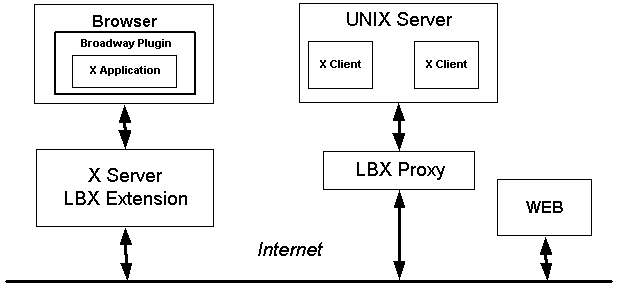 Browser
Broadway Plugin
X Application
UNIX Server
X Client
X Client
X Server
LBX Extension
LBX Proxy
WEB
Internet